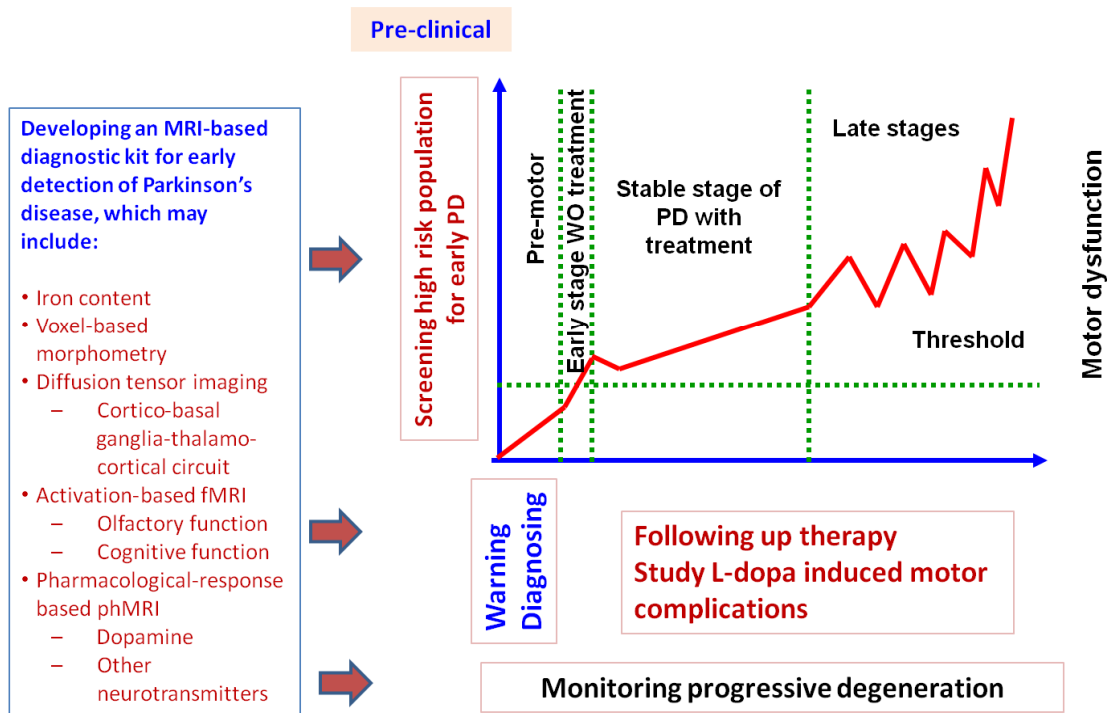 Pre-clinical
Developing an MRI-based
diagnostic kit for early
detection of Parkinson’s
disease, which may
include:
• Iron content
• Voxel-based
morphometry
• Diffusion tensor imaging
– Cortico-basal
ganglia-thalamo-
cortical circuit
• Activation-based fMRI
– Olfactory function
– Cognitive function
• Pharmacological-response
based phMRI
– Dopamine
– Other
neurotransmitters
Screening high risk population
for early PD
Pre-motor
Early stage WO treatment
Stable stage of
PD with
treatment
Late stages
Threshold
Motor dysfunction
Warning
Diagnosing
Following up therapy
Study L-dopa induced motor
complications
Monitoring progressive degeneration